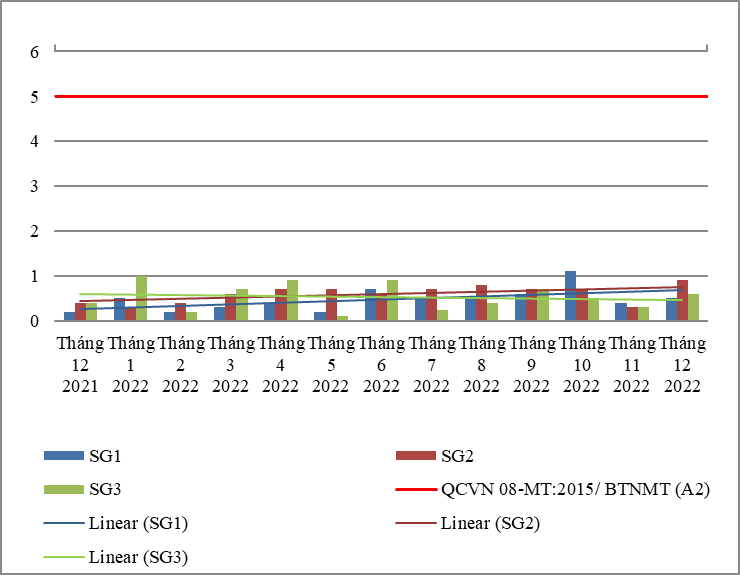 6
5
4
3
2
1
0
Tháng Tháng Tháng Tháng Tháng Tháng Tháng Tháng Tháng Tháng Tháng Tháng Tháng
12 1 2 3 4 5 6 7 8 9 10 11 12
2021 2022 2022 2022 2022 2022 2022 2022 2022 2022 2022 2022 2022
SG1 SG2
SG3 QCVN 08-MT:2015/ BTNMT (A2)
Linear (SG1) Linear (SG2)
Linear (SG3)